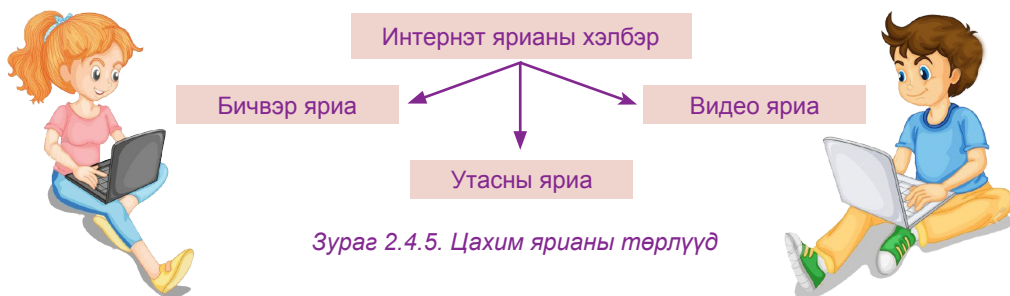 Интернэт ярианы хэлбэр
Бичвэр яриа
Видео яриа
Утасны яриа
Зураг 2.4.5. Цахим ярианы төрлүүд